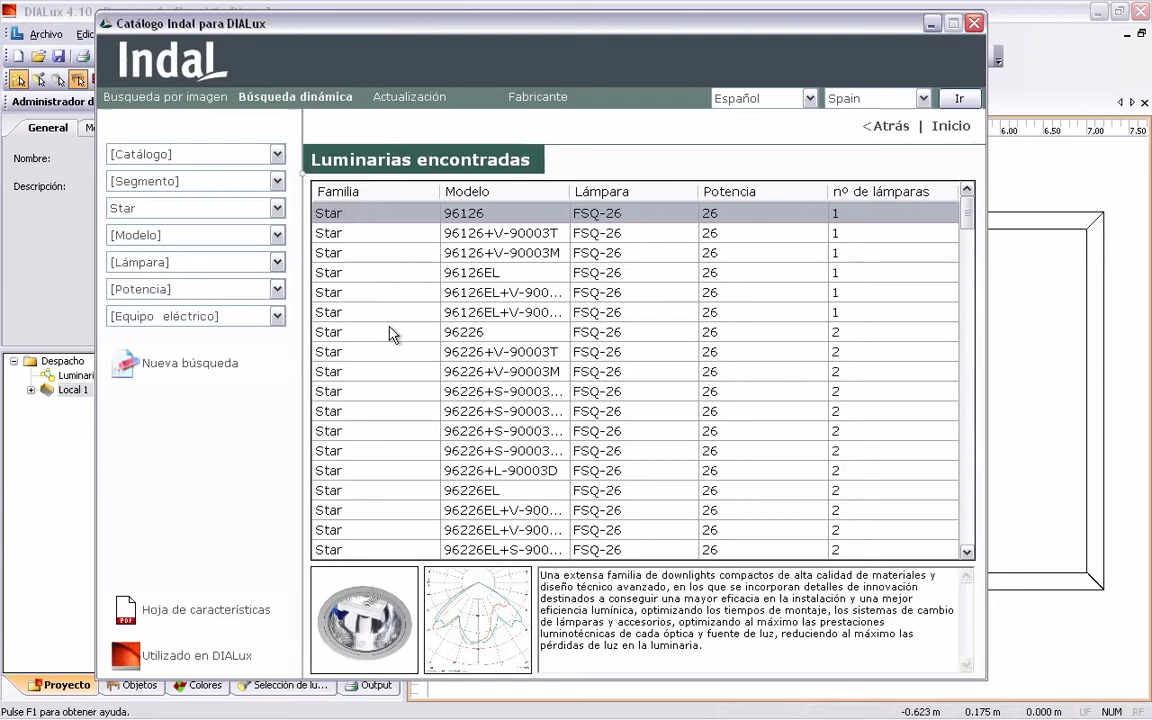 DIALux 4.10
Catálogo Indal para DIALux
Archivo
Indal
Busqueda por imagen
Búsqueda dinámica
Actualización
Fabricante
Español
Spain
Ir
Administrador d
<Atrás | Inicio
General
Nombre:
Descripción:
6.00 6.50 7.00 7.50
[Catálogo]
[Segmento]
Star
[Modelo]
[Lámpara]
[Potencia]
[Equipo eléctrico]
Nueva búsqueda
Luminarias encontradas
Familia Modelo Lámpara Potencia nº de lámparas
Star 96126 FSQ-26 26 1
Star 96126+V-90003T FSQ-26 26 1
Star 96126+V-90003M FSQ-26 26 1
Star 96126EL FSQ-26 26 1
Star 96126EL+V-900... FSQ-26 26 1
Star 96126EL+V-900... FSQ-26 26 1
Star 96226 FSQ-26 26 2
Star 96226+V-90003T FSQ-26 26 2
Star 96226+V-90003M FSQ-26 26 2
Star 96226+S-90003... FSQ-26 26 2
Star 96226+S-90003... FSQ-26 26 2
Star 96226+S-90003... FSQ-26 26 2
Star 96226+S-90003... FSQ-26 26 2
Star 96226+L-90003D FSQ-26 26 2
Star 96226EL FSQ-26 26 2
Star 96226EL+V-900... FSQ-26 26 2
Star 96226EL+V-900... FSQ-26 26 2
Star 96226EL+S-900... FSQ-26 26 2
Despacho
Luminari
Local 1
Hoja de características
PDF
Utilizado en DIALux
Una extensa familia de downlights compactos de alta calidad de materiales y
diseño técnico avanzado, en los que se incorporan detalles de innovación
destinados a conseguir una mayor eficacia en la instalación y una mejor
eficiencia lumínica, optimizando los tiempos de montaje, los sistemas de cambio
de lámparas y accesorios, optimizando al máximo las prestaciones
luminotécnicas de cada óptica y fuente de luz, reduciendo al máximo las
pérdidas de luz en la luminaria.
Proyecto
Objetos
Colores
Selección de lu...
Output
Pulse F1 para obtener ayuda.
-0.623 m 0.175 m 0.000 m UF NUM RF